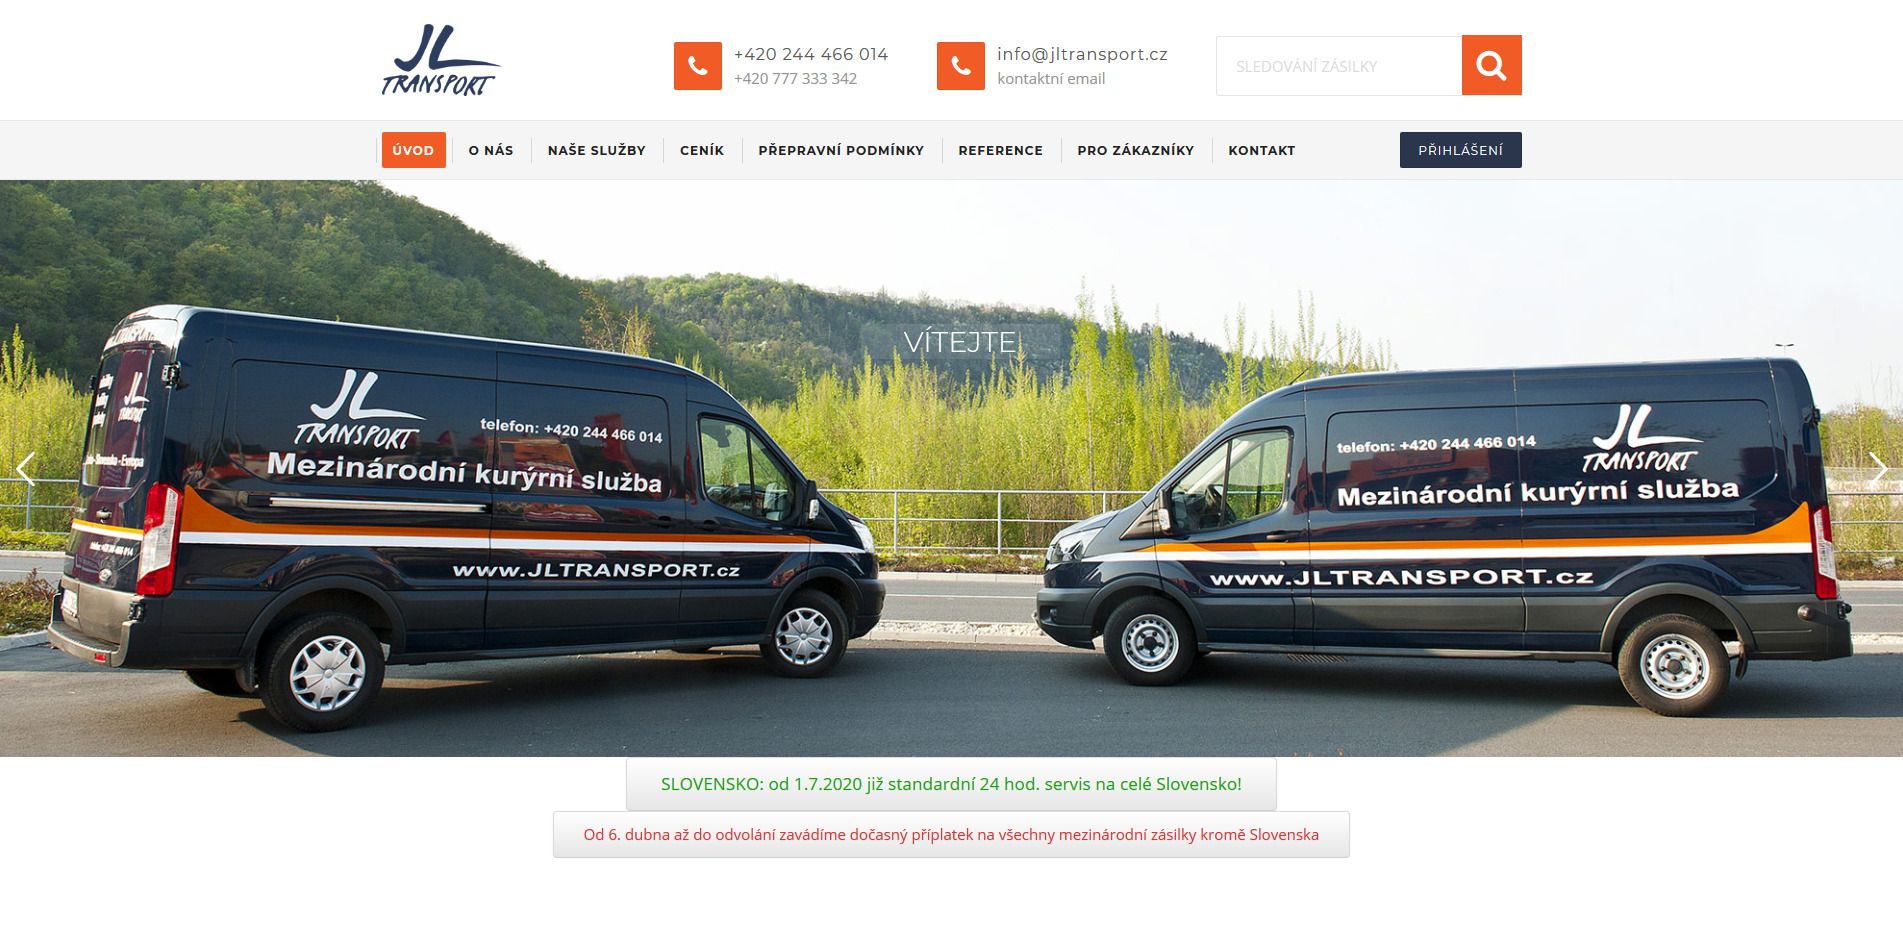 JL
TRANSPORT
+420 244 466 014
+420 777 333 342
info@jltransport.cz
kontaktní email
SLEDOVÁNÍ ZÁSILKY
ÚVOD
O NÁS
NAŠE SLUŽBY
CENÍK
PŘEPRAVNÍ PODMÍNKY
REFERENCE
PRO ZÁKAZNÍKY
KONTAKT
PŘIHLÁŠENÍ
VÍTEJTE
JL
TRANSPORT
telefon: +420 244 466 014
Mezinárodní kurýrní služba
www.JLTRANSPORT.cz
JL
TRANSPORT
telefon: +420 244 466 014
JL
TRANSPORT
Mezinárodní kurýrní služba
www.JLTRANSPORT.cz
SLOVENSKO: od 1.7.2020 již standardní 24 hod. servis na celé Slovensko!
Od 6. dubna až do odvolání zavádíme dočasný příplatek na všechny mezinárodní zásilky kromě Slovenska